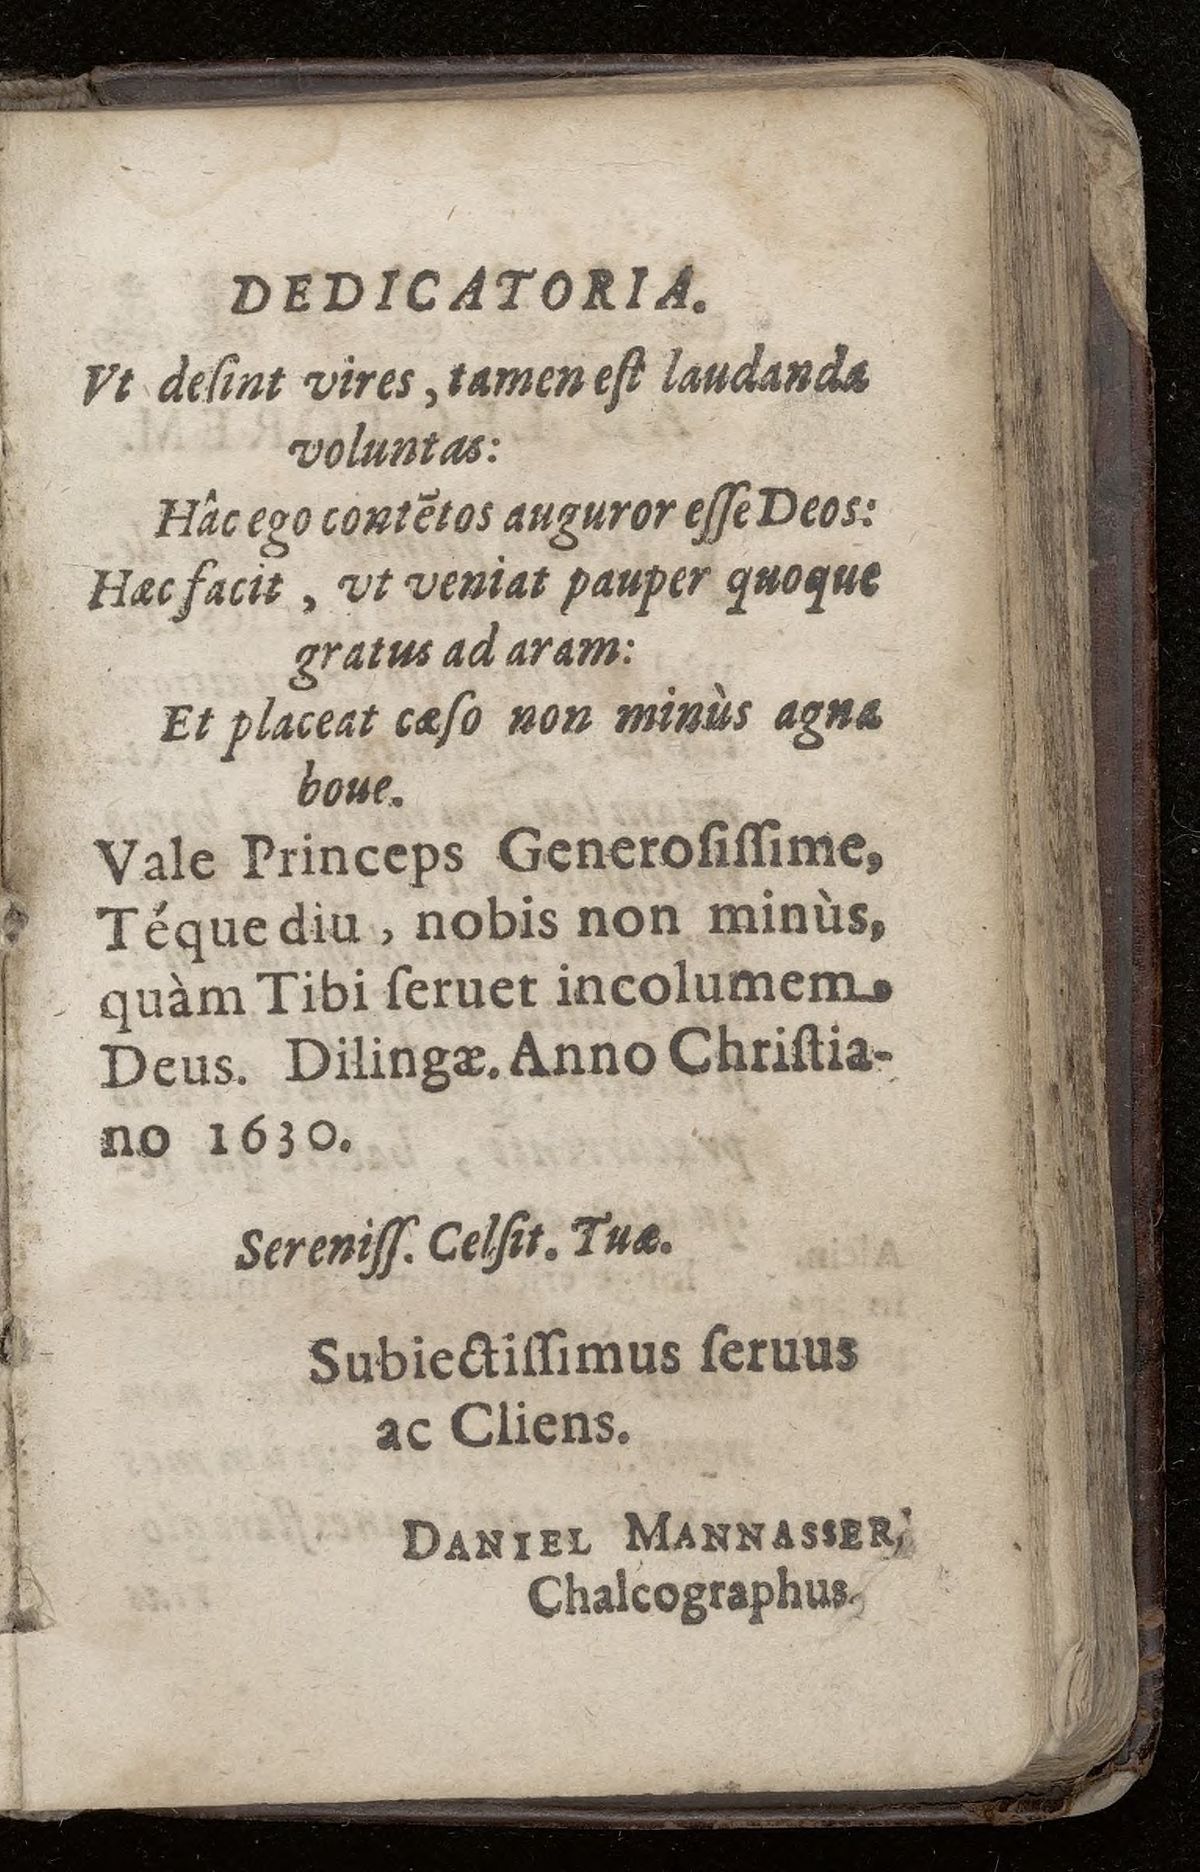 DEDICATORIA.
Vt deſint vires, tamen eſt laudanda
voluntas:
Hâc ego contẽtos auguror eſſe Deos:
Hæc facit, vt veniat pauper quoque
gratus ad aram:
Et placeat cæſo non minùs agna
boue.
Vale Princeps Generoſiſſime,
Téque diu, nobis non minùs,
quàm Tibi ſeruet incolumem
Deus. Dilingæ. Anno Chriſtia-
no 1630.
Sereniſſ. Celſit. Tuæ.
Subiectiſſimus ſeruus
ac Cliens.
DANIEL MANNASSER,
Chalcographus.